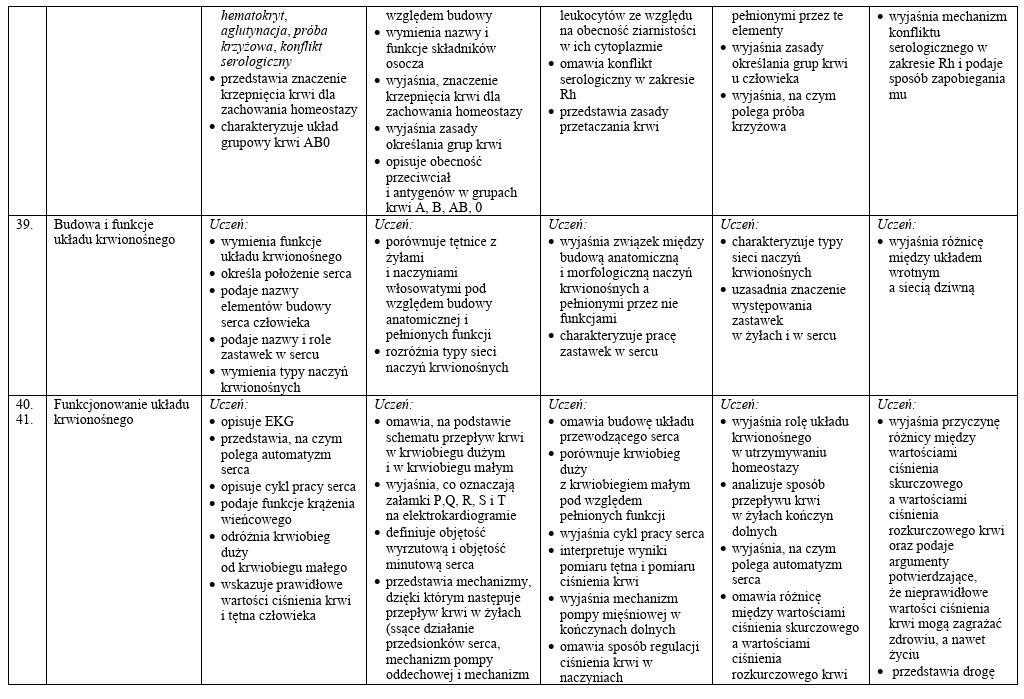 hematokryt,
aglutynacja, próba
krzyżowa, konflikt
serologiczny
• przedstawia znaczenie
krzepnięcia krwi dla
zachowania homeostazy
• charakteryzuje układ
grupowy krwi AB0
względem budowy
• wymienia nazwy i
funkcje składników
osocza
• wyjaśnia, znaczenie
krzepnięcia krwi dla
zachowania homeostazy
• wyjaśnia zasady
określania grup krwi
• opisuje obecność
przeciwciał
i antygenów w grupach
krwi A, B, AB, 0
leukocytów ze względu
na obecność ziarnistości
w ich cytoplazmie
• omawia konflikt
serologiczny w zakresie
Rh
• przedstawia zasady
przetaczania krwi
pełnionymi przez te
elementy
• wyjaśnia zasady
określania grup krwi
u człowieka
• wyjaśnia, na czym
polega próba
krzyżowa
• wyjaśnia mechanizm
konfliktu
serologicznego w
zakresie Rh i podaje
sposób zapobiegania
mu
39.
Budowa i funkcje
układu krwionośnego
Uczeń:
• wymienia funkcje
układu krwionośnego
• określa położenie serca
• podaje nazwy
elementów budowy
serca człowieka
• podaje nazwy i role
zastawek w sercu
• wymienia typy naczyń
krwionośnych
Uczeń:
• porównuje tętnice z
żyłami
i naczyniami
włosowatymi pod
względem budowy
anatomicznej i
pełnionych funkcji
• rozróżnia typy sieci
naczyń krwionośnych
Uczeń:
• wyjaśnia związek między
budową anatomiczną
i morfologiczną naczyń
krwionośnych a
pełnionymi przez nie
funkcjami
• charakteryzuje pracę
zastawek w sercu
Uczeń:
• charakteryzuje typy
sieci naczyń
krwionośnych
• uzasadnia znaczenie
występowania
zastawek
w żyłach i w sercu
Uczeń:
• wyjaśnia różnicę
między układem
wrotnym
a siecią dziwną
40.
41.
Funkcjonowanie układu
krwionośnego
Uczeń:
• opisuje EKG
• przedstawia, na czym
polega automatyzm
serca
• opisuje cykl pracy serca
• podaje funkcje krążenia
wieńcowego
• odróżnia krwiobieg
duży
od krwiobiegu małego
• wskazuje prawidłowe
wartości ciśnienia krwi
i tętna człowieka
Uczeń:
• omawia, na podstawie
schematu przepływ krwi
w krwiobiegu dużym
i w krwiobiegu małym
• wyjaśnia, co oznaczają
załamki P,Q, R, S i T
na elektrokardiogramie
• definiuje objętość
wyrzutową i objętość
minutową serca
• przedstawia mechanizmy,
dzięki którym następuje
przepływ krwi w żyłach
(ssące działanie
przedsionków serca,
mechanizm pompy
oddechowej i mechanizm
Uczeń:
• omawia budowę układu
przewodzącego serca
• porównuje krwiobieg
duży
z krwiobiegiem małym
pod względem
pełnionych funkcji
• wyjaśnia cykl pracy serca
• interpretuje wyniki
pomiaru tętna i pomiaru
ciśnienia krwi
• wyjaśnia mechanizm
pompy mięśniowej w
kończynach dolnych
• omawia sposób regulacji
ciśnienia krwi w
naczyniach
Uczeń:
• wyjaśnia rolę układu
krwionośnego
w utrzymywaniu
homeostazy
• analizuje sposób
przepływu krwi
w żyłach kończyn
dolnych
• wyjaśnia, na czym
polega automatyzm
serca
• omawia różnicę
między wartościami
ciśnienia skurczowego
a wartościami
ciśnienia
rozkurczowego krwi
Uczeń:
• wyjaśnia przyczynę
różnicy między
wartościami
ciśnienia
skurczowego
a wartościami
ciśnienia
rozkurczowego krwi
oraz podaje
argumenty
potwierdzające,
że nieprawidłowe
wartości ciśnienia
krwi mogą zagrażać
zdrowiu, a nawet
życiu
• przedstawia drogę